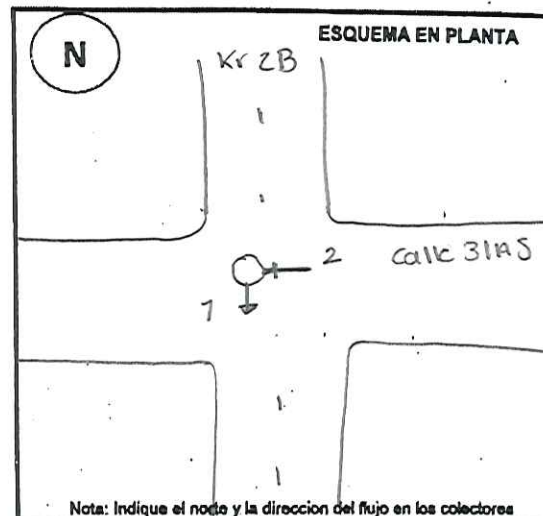 ESQUEMA EN PLANTA
N
Kr 2B
2
Calle 31AS
1
Nota: Indique el norte y la direccion del flujo en los colectores